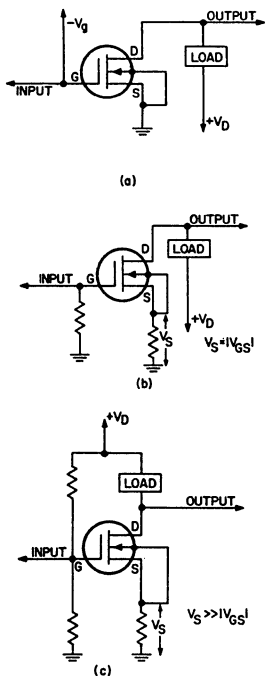 -Vg
OUTPUT
D
LOAD
G
S
INPUT
+VD
(a)
OUTPUT
D
LOAD
INPUT
G
S
VS
+VD
VS=|VGS|
(b)
+VD
LOAD
OUTPUT
D
INPUT
G
S
VS
VS>>|VGS|
(c)